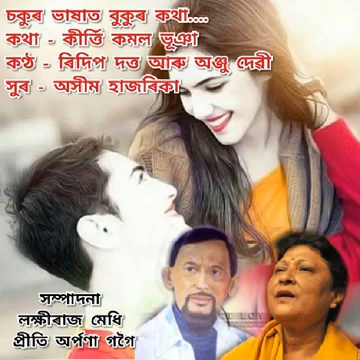 চকুৰ ভাষাত বুকুৰ কথা....
কথা - কীৰ্ত্তি কমল ভূঞা
কণ্ঠ - ৰিদিপ দত্ত আৰু অঞ্জু দেৱী
সুৰ - অসীম হাজৰিকা
সম্পাদনা
লক্ষীৰাজ মেধি
প্ৰীতি অৰ্পণা গগৈ